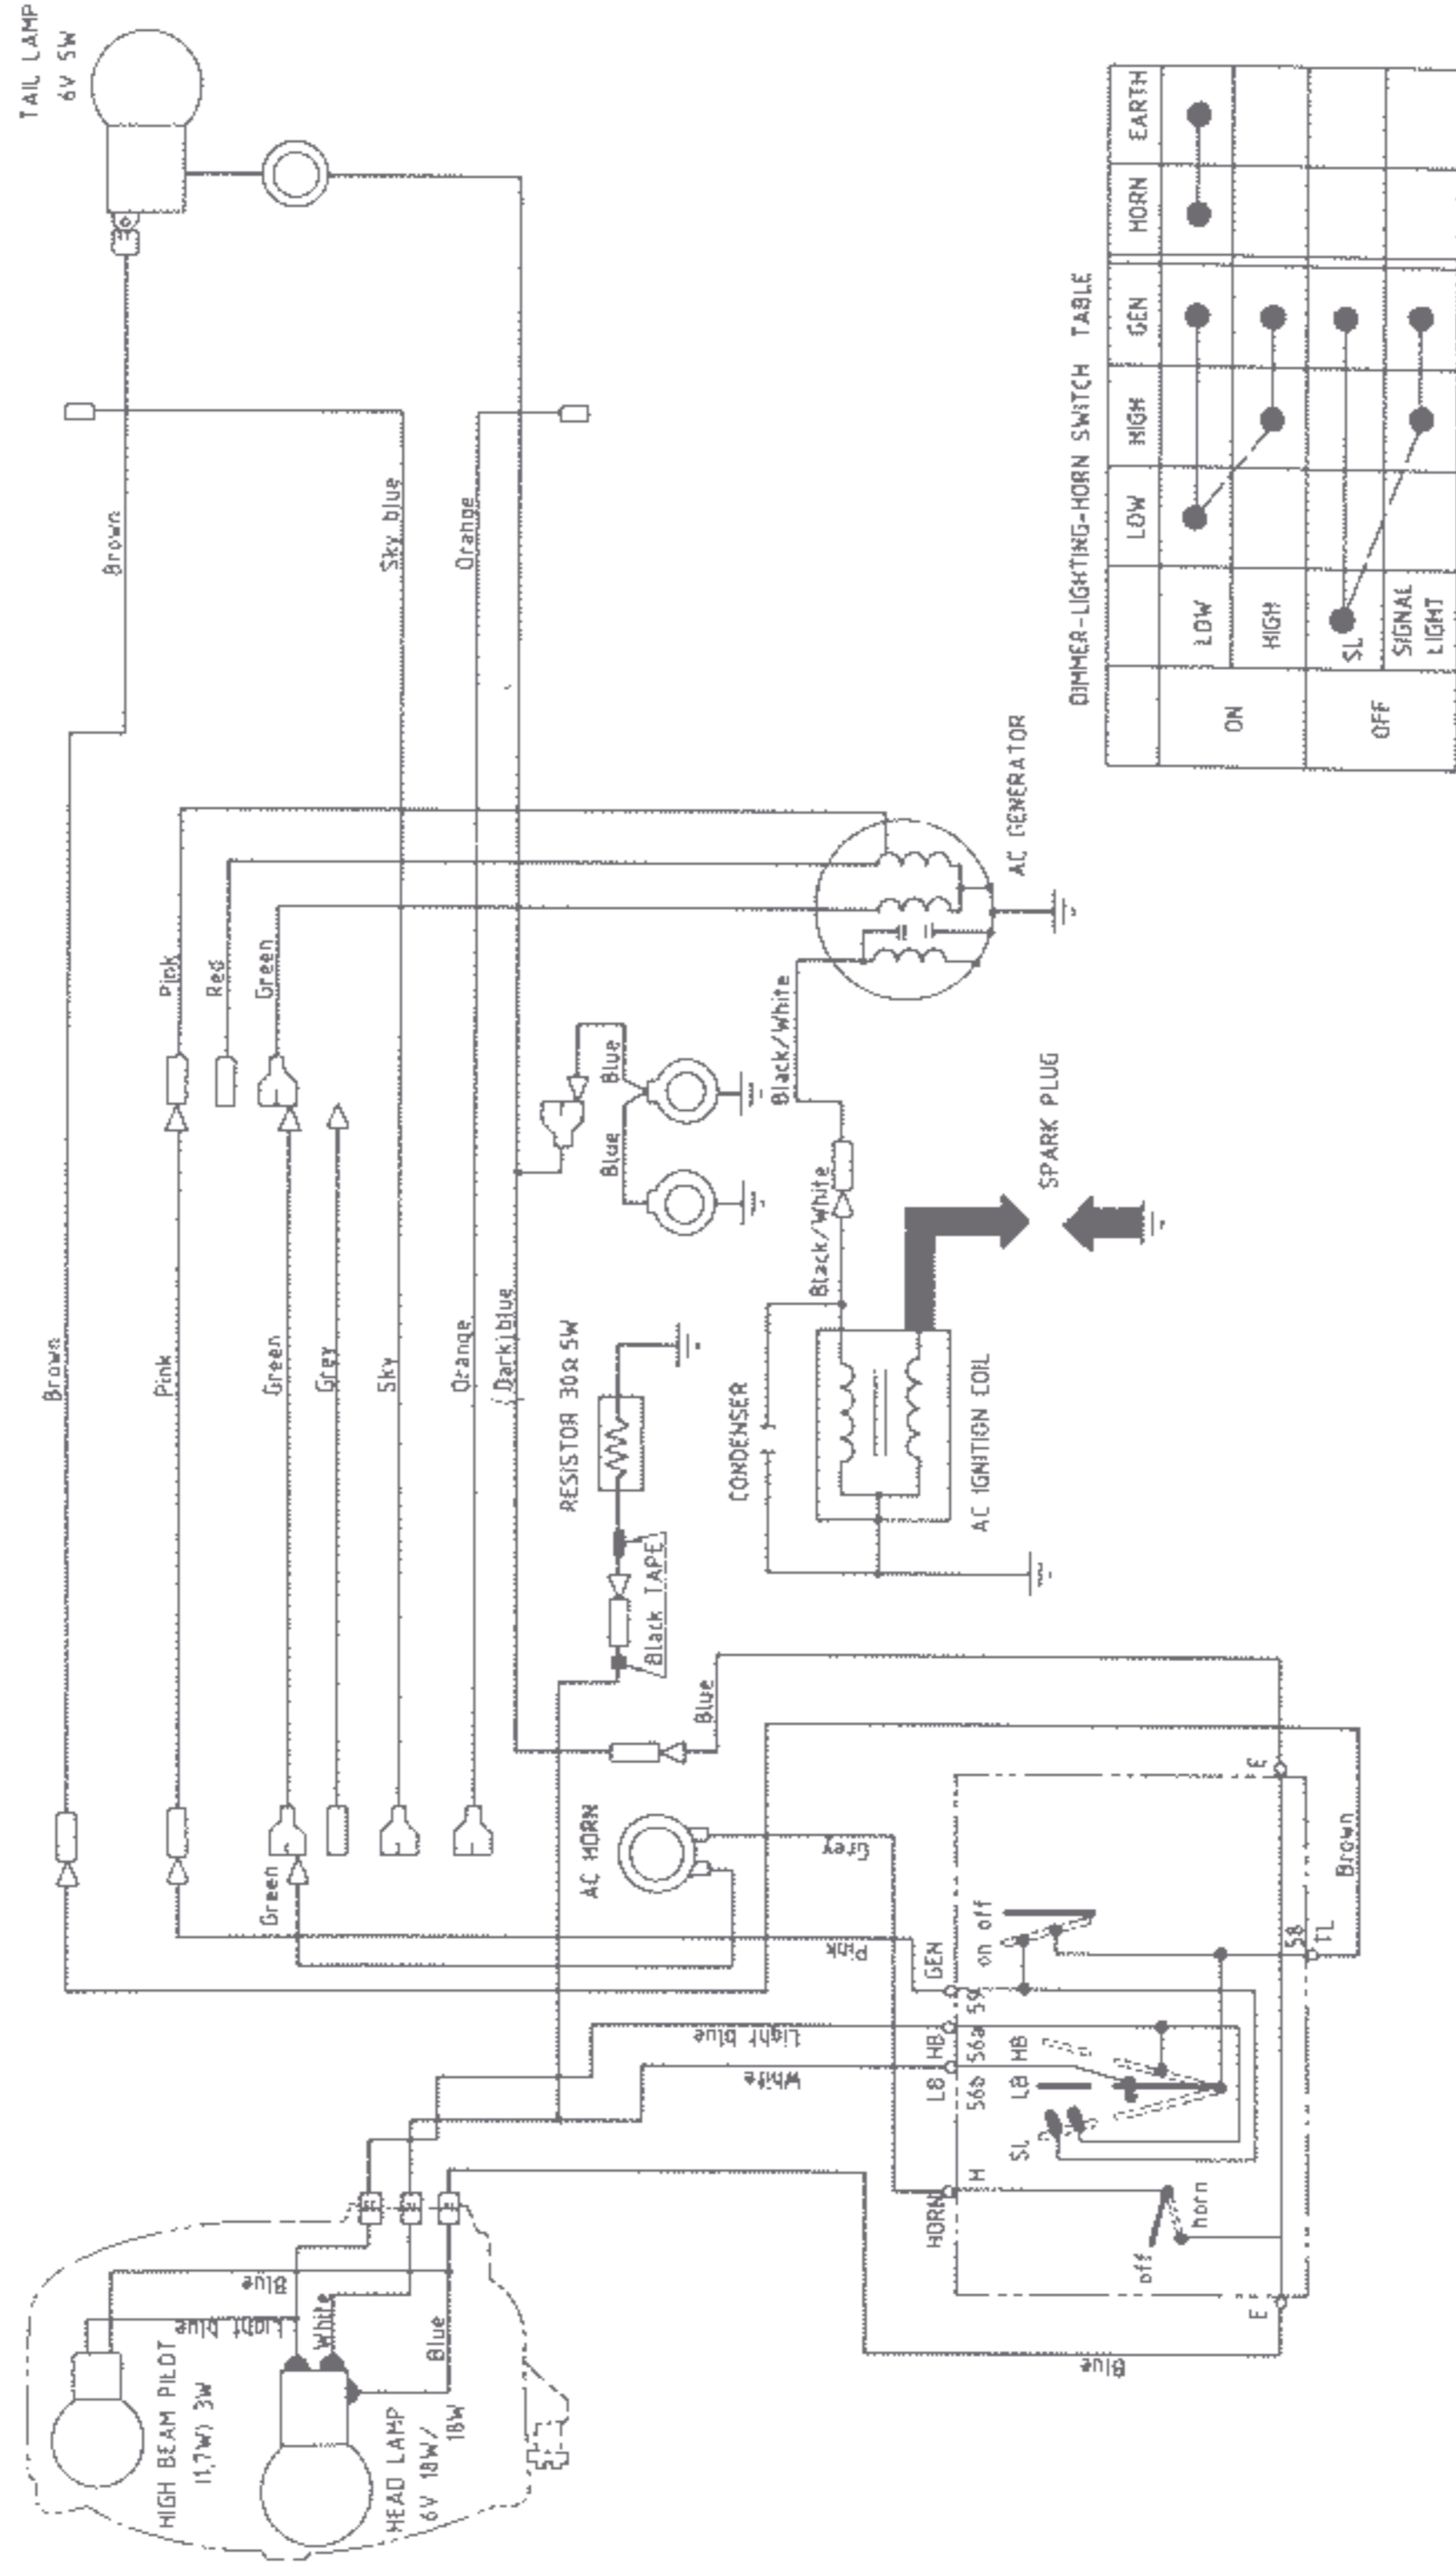 TAIL LAMP
6V 5W
Brown
Sky blue
Orange
Pink
Red
Green
Brown
Pink
Green
Grey
Sky
Orange
Dark blue
Blue
Blue
Black/White
Black/White
AC GENERATOR
SPARK PLUG
RESISTOR 30Ω 5W
Black TAPE
CONDENSER
AC IGNITION COIL
DIMMER-LIGHTING-HORN SWITCH TABLE
LOW HIGH GEN HORN EARTH
ON LOW
HIGH
OFF SL
SIGNAL
LIGHT
Green
AC HORN
Blue
Grey
Pink
Light blue
White
Brown
E
on off
GEN
59
58
TL
HB
56a
HB
LB
56b
LB
SL
HORN
H
horn
off
E
Blue
HIGH BEAM PILOT
(1,7W) 3W
HEAD LAMP
6V 18W/
18W
Blue
Light blue
White
Blue